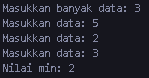 Masukkan banyak data: 3
Masukkan data: 5
Masukkan data: 2
Masukkan data: 3
Nilai min: 2